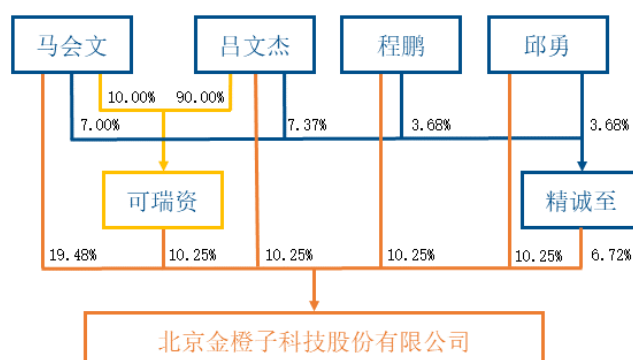 马会文 吕文杰 程鹏 邱勇
10.00% 90.00%
7.00% 7.37% 3.68% 3.68%
可瑞资 精诚至
19.48% 10.25% 10.25% 10.25% 10.25% 6.72%
北京金橙子科技股份有限公司